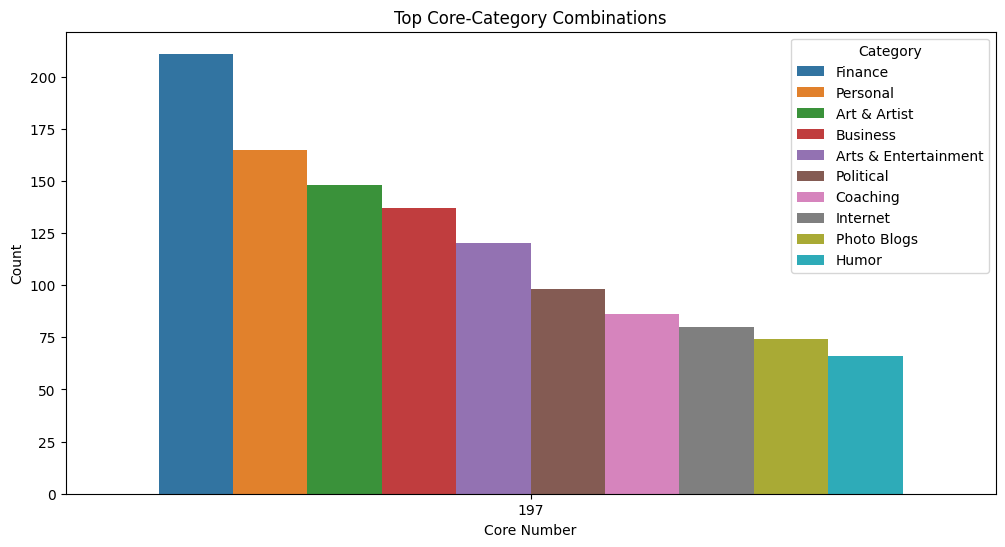 Top Core-Category Combinations
Count
200
175
150
125
100
75
50
25
0
197
Core Number
Category
Finance
Personal
Art & Artist
Business
Arts & Entertainment
Political
Coaching
Internet
Photo Blogs
Humor